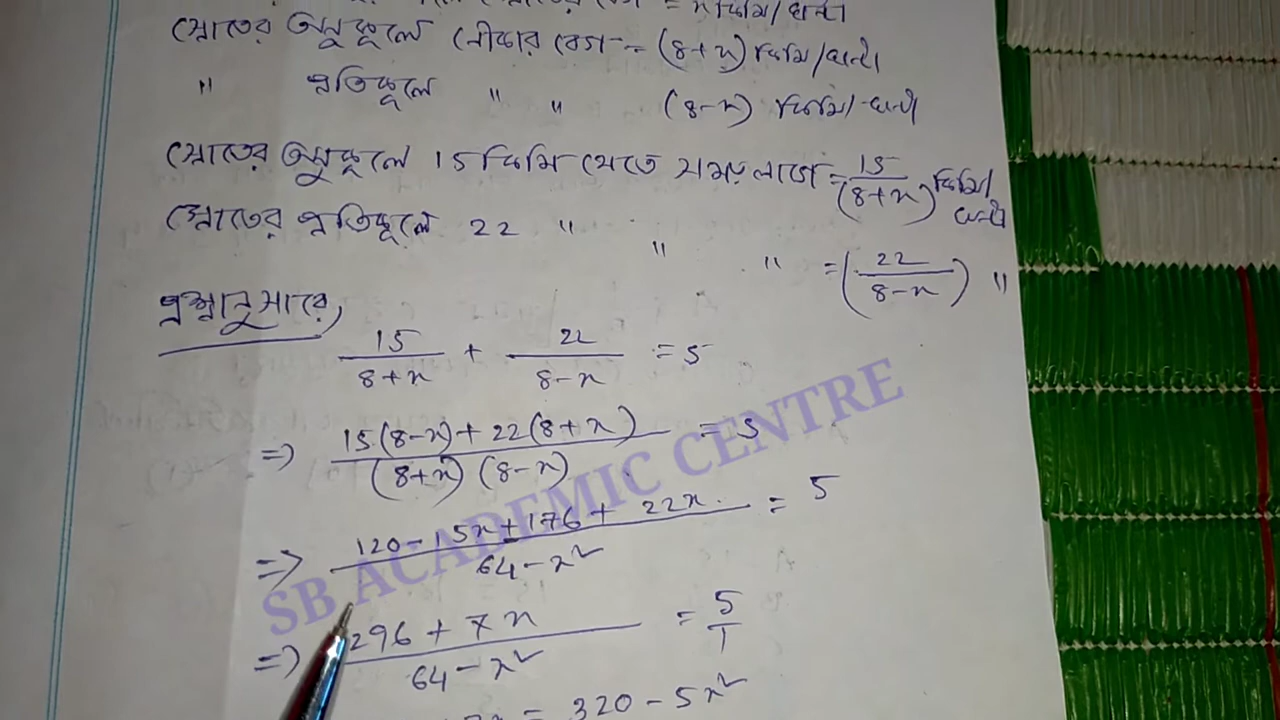 = x কিমি/ঘন্টা
স্রোতের অনুকূলে নৌকার বেগ = (8+x) কিমি/ঘন্টা
" প্রতিকূলে " " (8-x) কিমি/ঘন্টা
স্রোতের অনুকূলে 15 কিমি যেতে সময় লাগে = 15/(8+x) কিমি/ঘন্টা
স্রোতের প্রতিকূলে 22 " " " = (22/8-x) "
প্রশ্নানুসারে,
15/8+x + 22/8-x = 5
=> 15(8-x)+22(8+x)/(8+x)(8-x) = 5
=> 120-15x+176+22x/64-x² = 5
=> 296+7x/64-x² = 5/1
= 320-5x²
SB ACADEMIC CENTRE